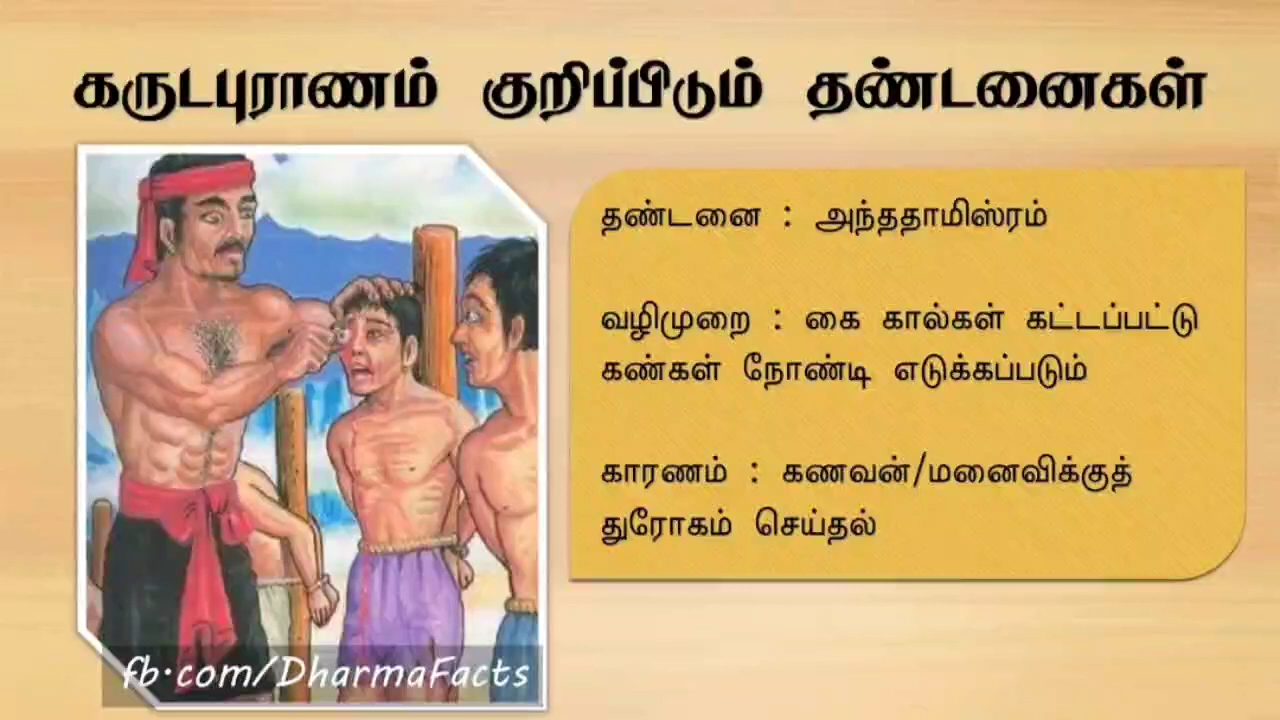 கருடபுராணம் குறிப்பிடும் தண்டனைகள்
தண்டனை : அந்ததாமிஸ்ரம்
வழிமுறை : கை கால்கள் கட்டப்பட்டு
கண்கள் நோண்டி எடுக்கப்படும்
காரணம் : கணவன்/மனைவிக்குத்
துரோகம் செய்தல்
fb.com/DharmaFacts